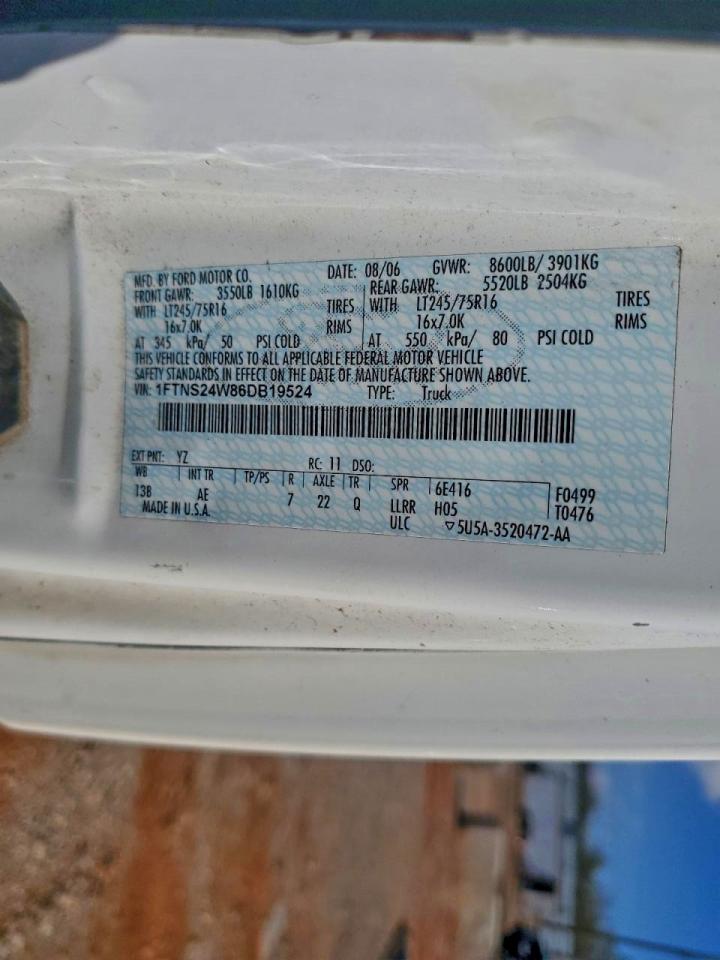 MFD. BY FORD MOTOR CO. DATE: 08/06 GVWR: 8600LB/ 3901KG
FRONT GAWR: 3550LB 1610KG REAR GAWR: 5520LB 2504KG
WITH LT245/75R16 TIRES WITH LT245/75R16 TIRES
16x7.0K RIMS 16x7.0K RIMS
AT 345 kPa/ 50 PSI COLD AT 550 kPa/ 80 PSI COLD
THIS VEHICLE CONFORMS TO ALL APPLICABLE FEDERAL MOTOR VEHICLE
SAFETY STANDARDS IN EFFECT ON THE DATE OF MANUFACTURE SHOWN ABOVE.
VIN: 1FTNS24W86DB19524 TYPE: Truck
EXT PNT: YZ RC: 11 DSO:
WB INT TR TP/PS R AXLE TR SPR 6E416 F0499
138 AE 7 22 Q LLRR H05 T0476
MADE IN U.S.A. ULC ▽5U5A-3520472-AA